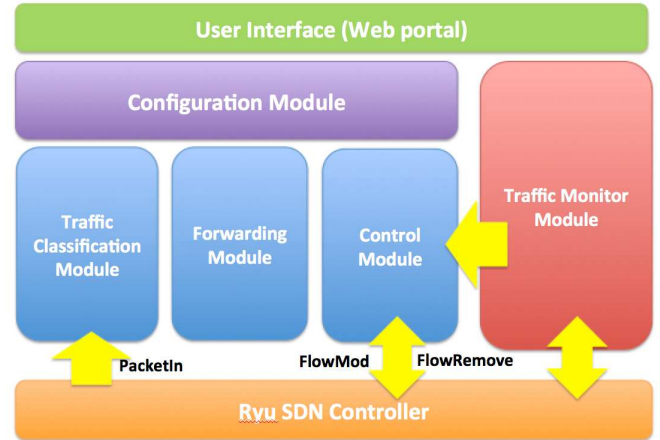 User Interface (Web portal)
Configuration Module
Traffic Monitor
Module
Traffic
Classification
Module
Forwarding
Module
Control
Module
PacketIn
FlowMod
FlowRemove
Ryu SDN Controller